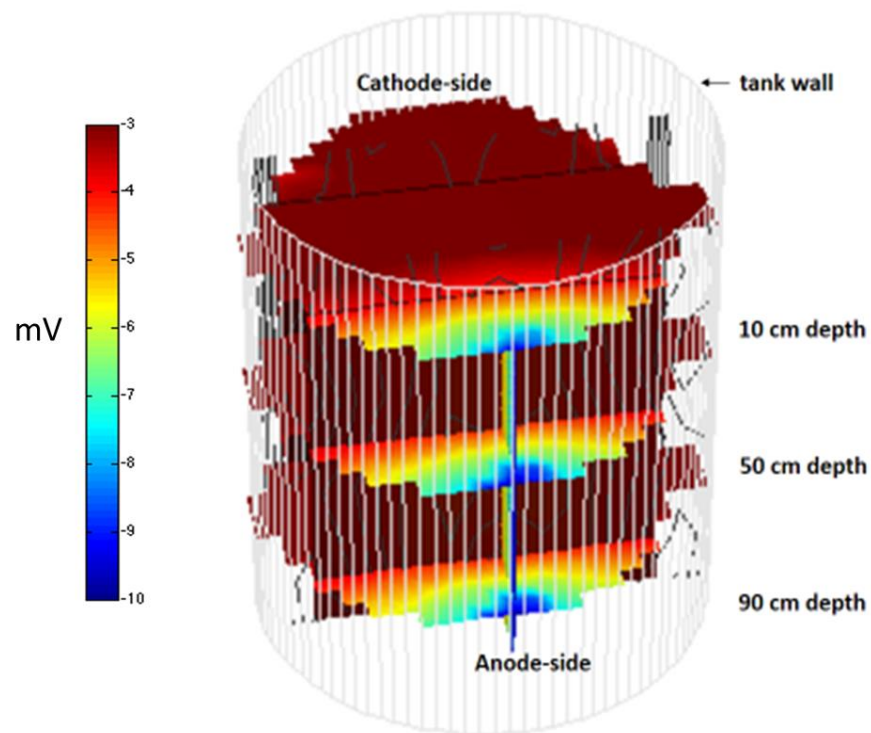 Cathode-side
tank wall
-3
-4
-5
-6
mV
-7
-8
-9
-10
10 cm depth
50 cm depth
90 cm depth
Anode-side